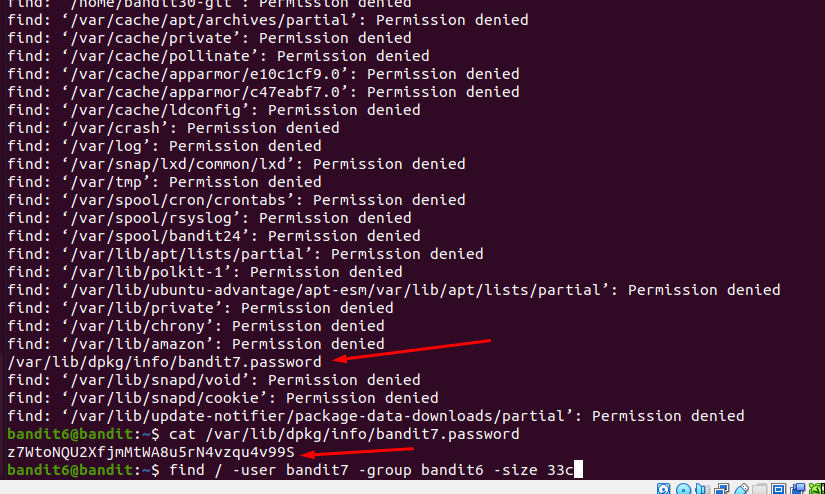 find: ‘/home/bandit30-git’: Permission denied
find: ‘/var/cache/apt/archives/partial’: Permission denied
find: ‘/var/cache/private’: Permission denied
find: ‘/var/cache/pollinate’: Permission denied
find: ‘/var/cache/apparmor/e10c1cf9.0’: Permission denied
find: ‘/var/cache/apparmor/c47eabf7.0’: Permission denied
find: ‘/var/cache/ldconfig’: Permission denied
find: ‘/var/crash’: Permission denied
find: ‘/var/log’: Permission denied
find: ‘/var/snap/lxd/common/lxd’: Permission denied
find: ‘/var/tmp’: Permission denied
find: ‘/var/spool/cron/crontabs’: Permission denied
find: ‘/var/spool/rsyslog’: Permission denied
find: ‘/var/spool/bandit24’: Permission denied
find: ‘/var/lib/apt/lists/partial’: Permission denied
find: ‘/var/lib/polkit-1’: Permission denied
find: ‘/var/lib/ubuntu-advantage/apt-esm/var/lib/apt/lists/partial’: Permission denied
find: ‘/var/lib/private’: Permission denied
find: ‘/var/lib/chrony’: Permission denied
find: ‘/var/lib/amazon’: Permission denied
/var/lib/dpkg/info/bandit7.password
find: ‘/var/lib/snapd/void’: Permission denied
find: ‘/var/lib/snapd/cookie’: Permission denied
find: ‘/var/lib/update-notifier/package-data-downloads/partial’: Permission denied
bandit6@bandit:~$ cat /var/lib/dpkg/info/bandit7.password
z7WtoNQU2XfjmMtWA8u5rN4vzqu4v99S
bandit6@bandit:~$ find / -user bandit7 -group bandit6 -size 33c